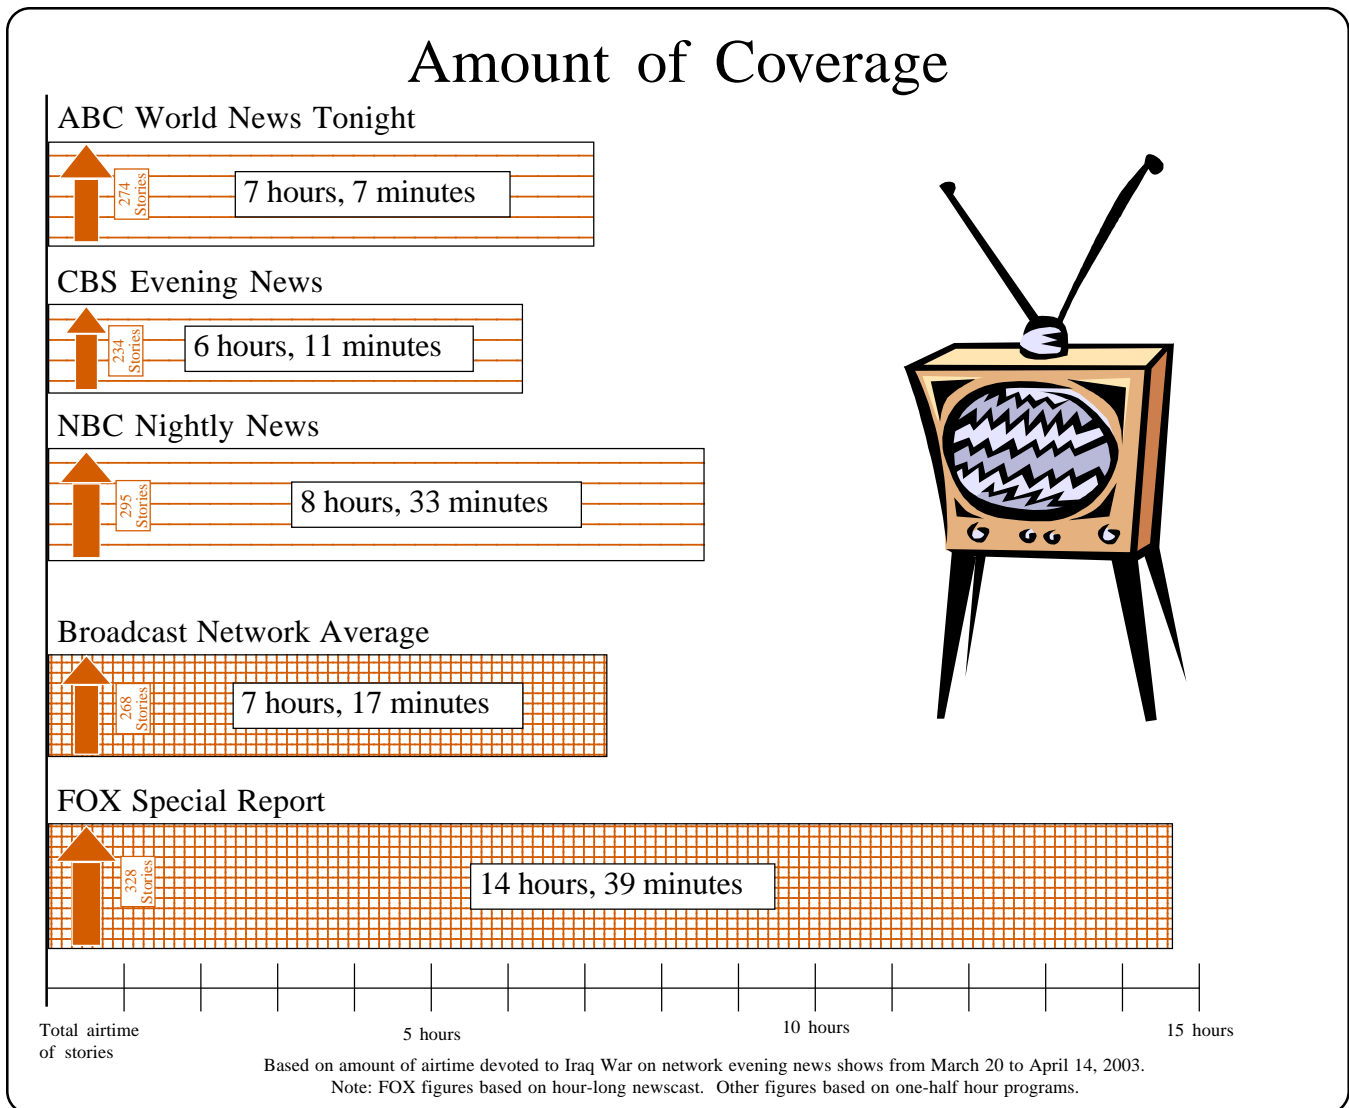 Amount of Coverage
ABC World News Tonight
274
Stories
7 hours, 7 minutes
CBS Evening News
234
Stories
6 hours, 11 minutes
NBC Nightly News
295
Stories
8 hours, 33 minutes
Broadcast Network Average
268
Stories
7 hours, 17 minutes
FOX Special Report
328
Stories
14 hours, 39 minutes
Total airtime
of stories
5 hours
10 hours
15 hours
Based on amount of airtime devoted to Iraq War on network evening news shows from March 20 to April 14, 2003.
Note: FOX figures based on hour-long newscast. Other figures based on one-half hour programs.